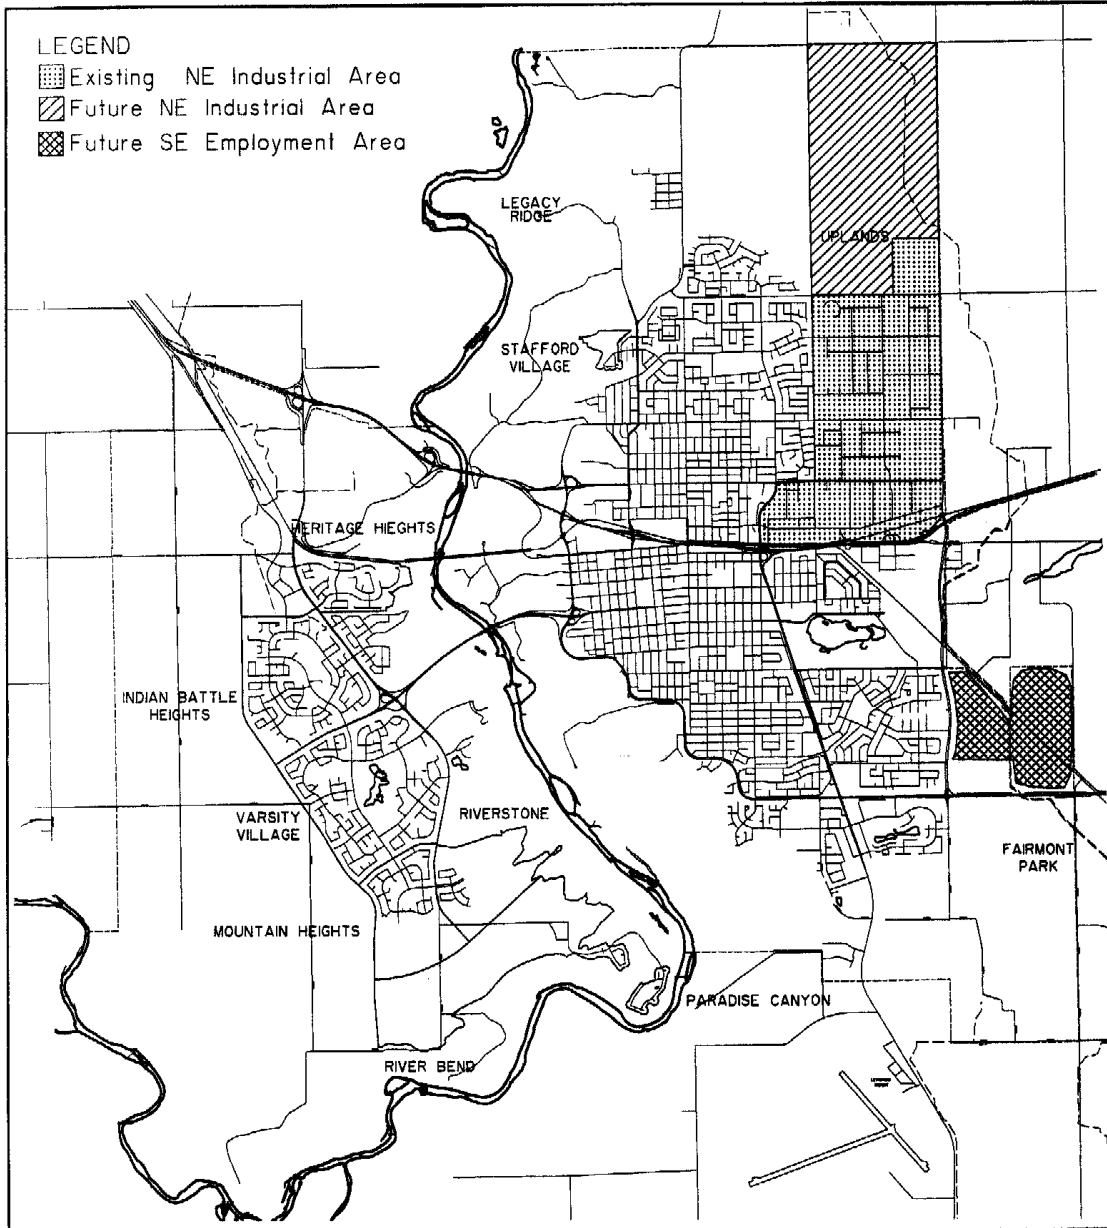 LEGEND
Existing NE Industrial Area
Future NE Industrial Area
Future SE Employment Area
LEGACY
RIDGE
UPLANDS
STAFFORD
VILLAGE
HERITAGE HIEGHTS
INDIAN BATTLE
HEIGHTS
VARSITY
VILLAGE
RIVERSTONE
FAIRMONT
PARK
MOUNTAIN HEIGHTS
PARADISE CANYON
RIVER BEND